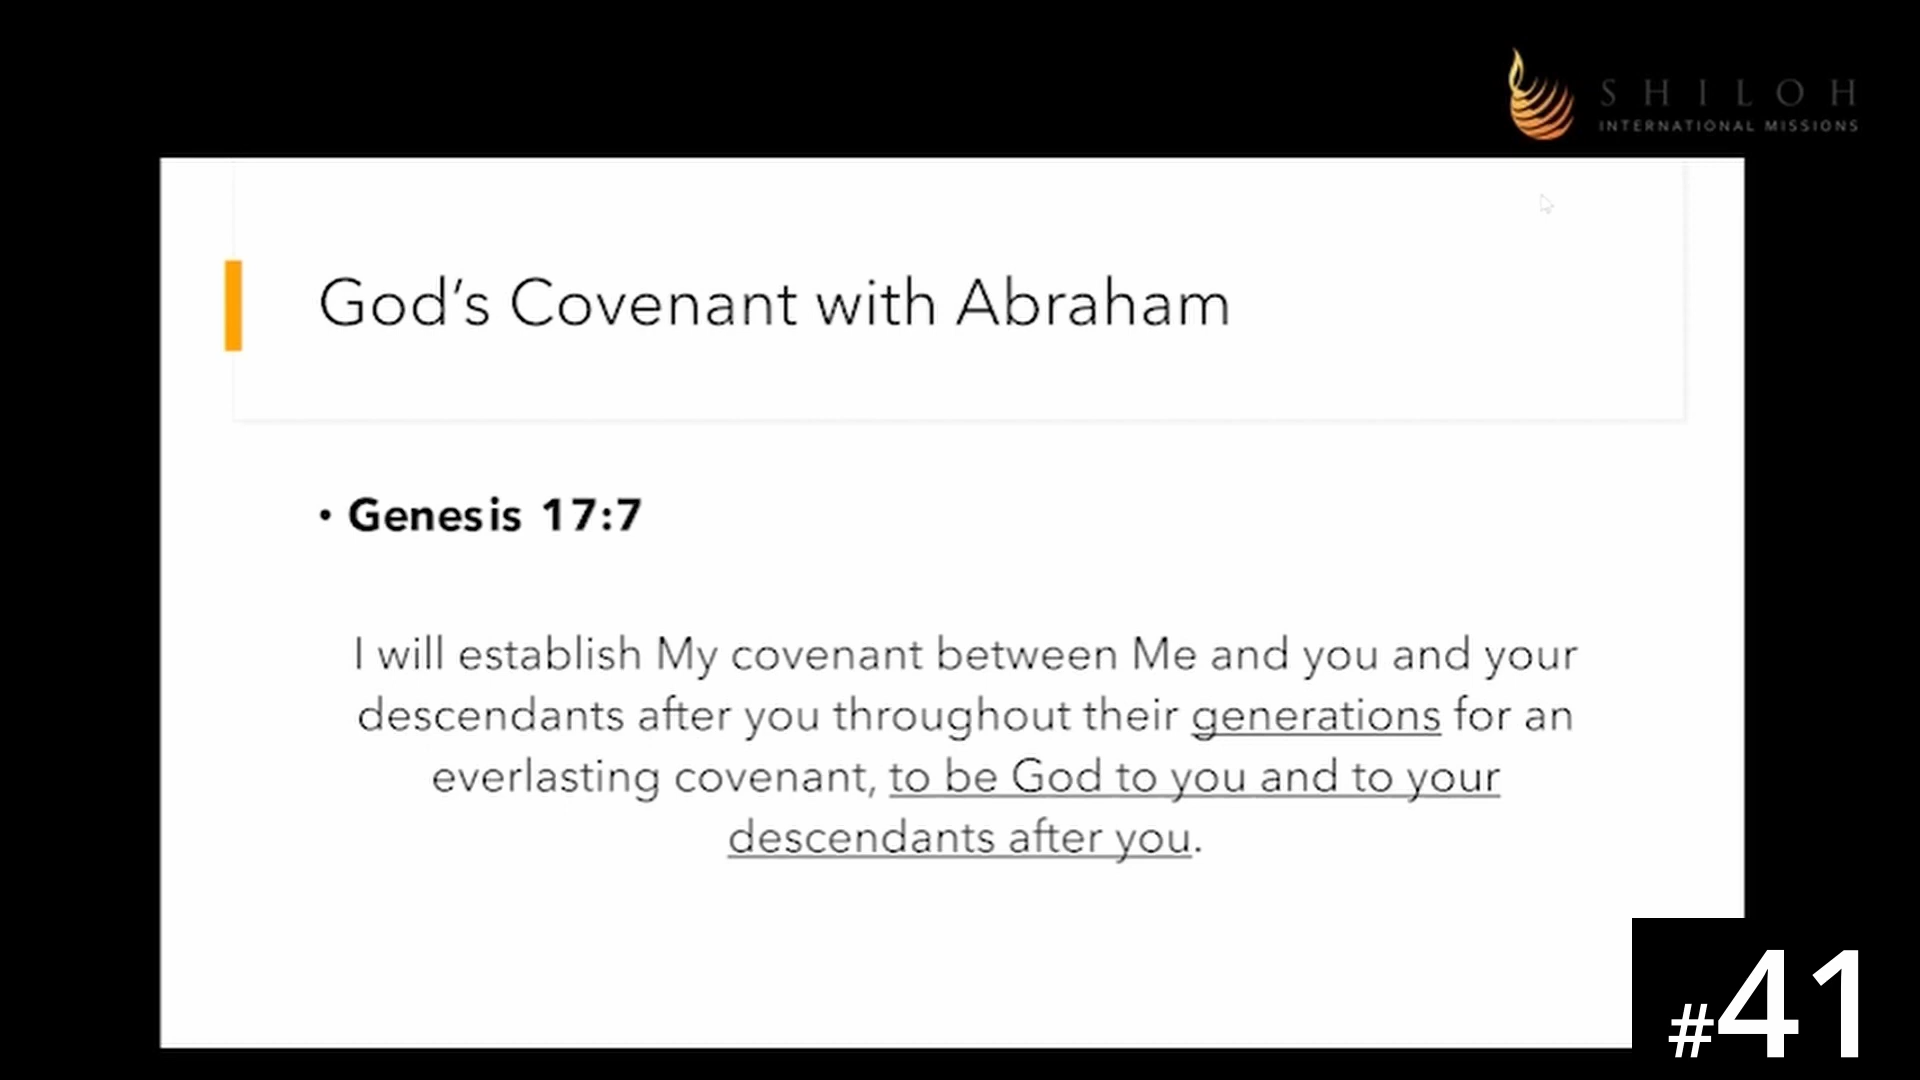 SHILOH
INTERNATIONAL MISSIONS
God's Covenant with Abraham
• Genesis 17:7
I will establish My covenant between Me and you and your
descendants after you throughout their generations for an
everlasting covenant, to be God to you and to your
descendants after you.
#41